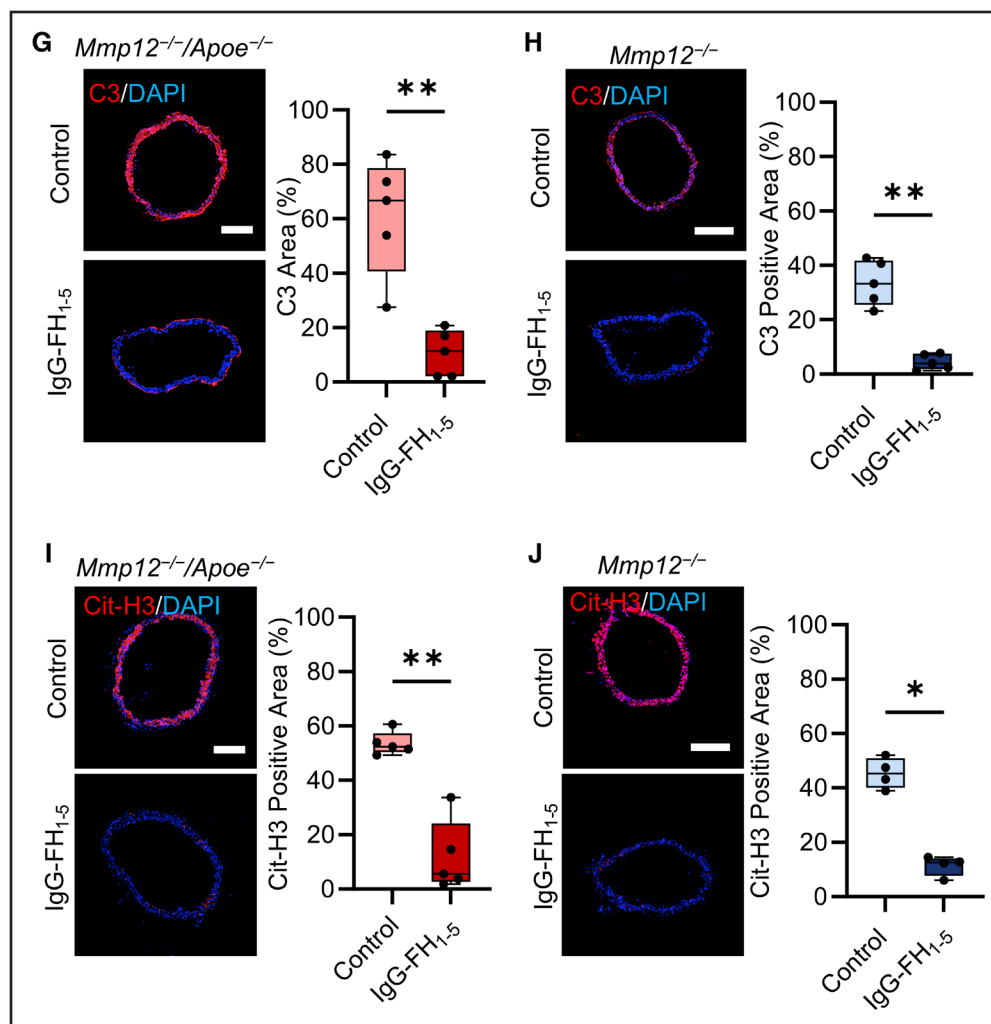 G
Mmp12⁻/⁻/Apoe⁻/⁻
C3/DAPI
Control
IgG-FH₁₋₅
C3 Area (%)
100
80
60
40
20
0
**
Control
IgG-FH₁₋₅
H
Mmp12⁻/⁻
C3/DAPI
Control
IgG-FH₁₋₅
C3 Positive Area (%)
100
80
60
40
20
0
**
Control
IgG-FH₁₋₅
I
Mmp12⁻/⁻/Apoe⁻/⁻
Cit-H3/DAPI
Control
IgG-FH₁₋₅
Cit-H3 Positive Area (%)
100
80
60
40
20
0
**
Control
IgG-FH₁₋₅
J
Mmp12⁻/⁻
Cit-H3/DAPI
Control
IgG-FH₁₋₅
Cit-H3 Positive Area (%)
100
80
60
40
20
0
*
Control
IgG-FH₁₋₅